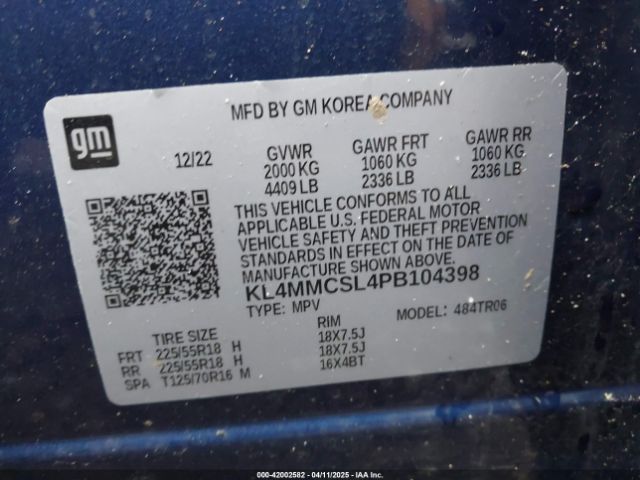 MFD BY GM KOREA COMPANY
gm
12/22
GVWR GAWR FRT GAWR RR
2000 KG 1060 KG 1060 KG
4409 LB 2336 LB 2336 LB
THIS VEHICLE CONFORMS TO ALL
APPLICABLE U.S. FEDERAL MOTOR
VEHICLE SAFETY AND THEFT PREVENTION
STANDARDS IN EFFECT ON THE DATE OF
MANUFACTURE SHOWN ABOVE.
KL4MMCSL4PB104398
TYPE: MPV MODEL: 484TR06
TIRE SIZE RIM
FRT 225/55R18 H 18X7.5J
RR 225/55R18 H 18X7.5J
SPA T125/70R16 M 16X4BT
000-42002582 - 04/11/2025 - IAA Inc.